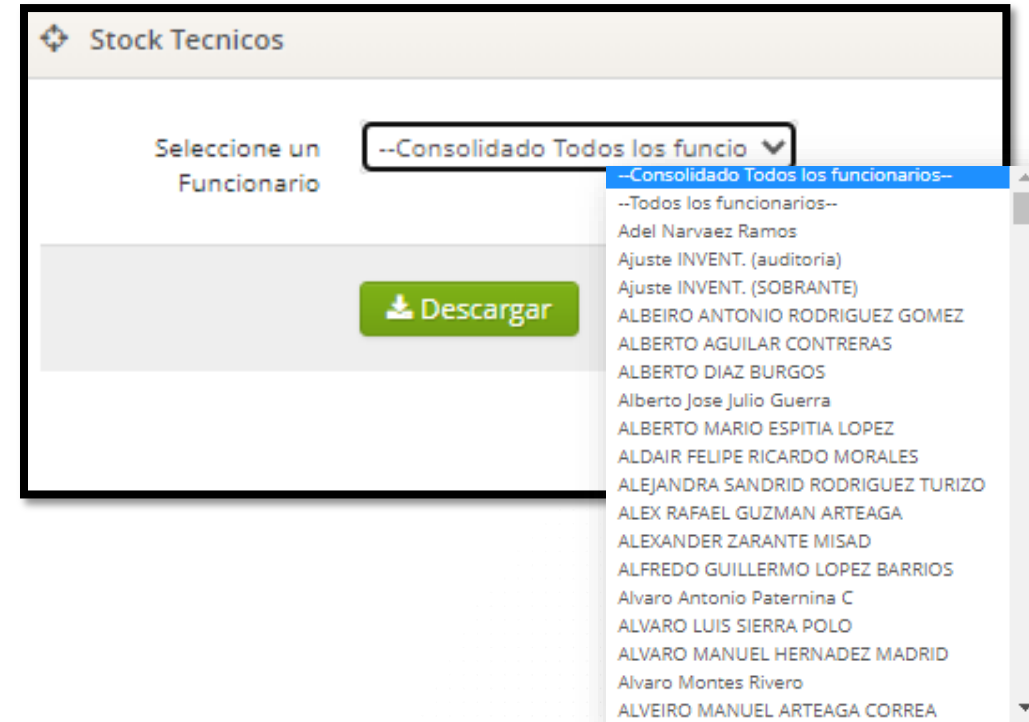 Stock Tecnicos
Seleccione un
Funcionario
--Consolidado Todos los funcio
--Consolidado Todos los funcionarios--
--Todos los funcionarios--
Adel Narvaez Ramos
Ajuste INVENT. (auditoria)
Ajuste INVENT. (SOBRANTE)
ALBEIRO ANTONIO RODRIGUEZ GOMEZ
ALBERTO AGUILAR CONTRERAS
ALBERTO DIAZ BURGOS
Alberto Jose Julio Guerra
ALBERTO MARIO ESPITIA LOPEZ
ALDAIR FELIPE RICARDO MORALES
ALEJANDRA SANDRID RODRIGUEZ TURIZO
ALEX RAFAEL GUZMAN ARTEAGA
ALEXANDER ZARANTE MISAD
ALFREDO GUILLERMO LOPEZ BARRIOS
Alvaro Antonio Paternina C
ALVARO LUIS SIERRA POLO
ALVARO MANUEL HERNADEZ MADRID
Alvaro Montes Rivero
ALVEIRO MANUEL ARTEAGA CORREA
Descargar